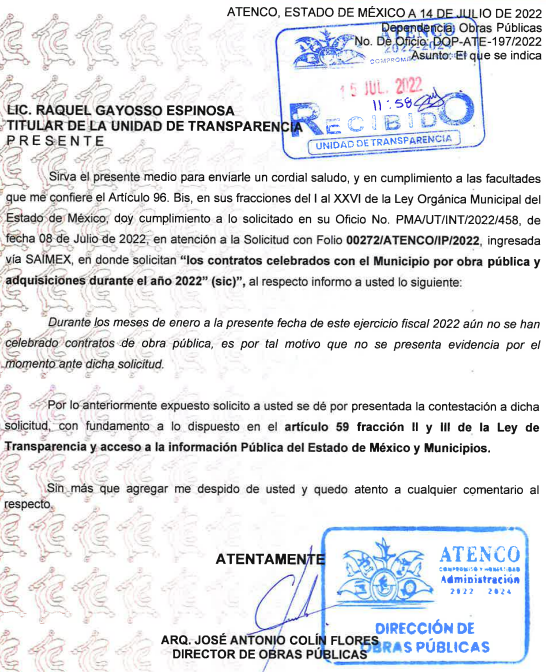 ATENCO, ESTADO DE MÉXICO A 14 DE JULIO DE 2022
Dependencia: Obras Públicas
No. De Oficio: DOP-ATE-197/2022
Asunto: El que se indica
ATENCO
2022-2024
15 JUL. 2022
11:58
RECIBIDO
UNIDAD DE TRANSPARENCIA
LIC. RAQUEL GAYOSSO ESPINOSA
TITULAR DE LA UNIDAD DE TRANSPARENCIA
P R E S E N T E
Sirva el presente medio para enviarle un cordial saludo, y en cumplimiento a las facultades
que me confiere el Artículo 96. Bis, en sus fracciones del I al XXVI de la Ley Orgánica Municipal del
Estado de México, doy cumplimiento a lo solicitado en su Oficio No. PMA/UT/INT/2022/458, de
fecha 08 de Julio de 2022, en atención a la Solicitud con Folio 00272/ATENCO/IP/2022, ingresada
vía SAIMEX, en donde solicitan “los contratos celebrados con el Municipio por obra pública y
adquisiciones durante el año 2022” (sic)”, al respecto informo a usted lo siguiente:
Durante los meses de enero a la presente fecha de este ejercicio fiscal 2022 aún no se han
celebrado contratos de obra pública, es por tal motivo que no se presenta evidencia por el
momento ante dicha solicitud.
Por lo anteriormente expuesto solicito a usted se dé por presentada la contestación a dicha
solicitud, con fundamento a lo dispuesto en el artículo 59 fracción II y III de la Ley de
Transparencia y acceso a la información Pública del Estado de México y Municipios.
Sin más que agregar me despido de usted y quedo atento a cualquier comentario al
respecto.
ATENTAMENTE
ARQ. JOSÉ ANTONIO COLÍN FLORES
DIRECTOR DE OBRAS PÚBLICAS
ATENCO
COMPROMISO Y HUMANIDAD
Administración
2022 2024
DIRECCIÓN DE
OBRAS PÚBLICAS